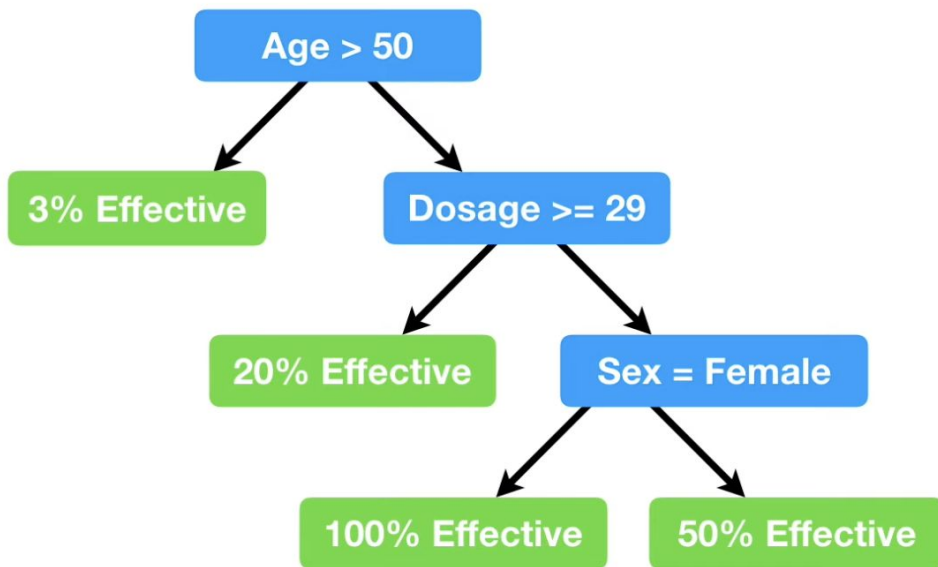 Age > 50
3% Effective
Dosage >= 29
20% Effective
Sex = Female
100% Effective
50% Effective